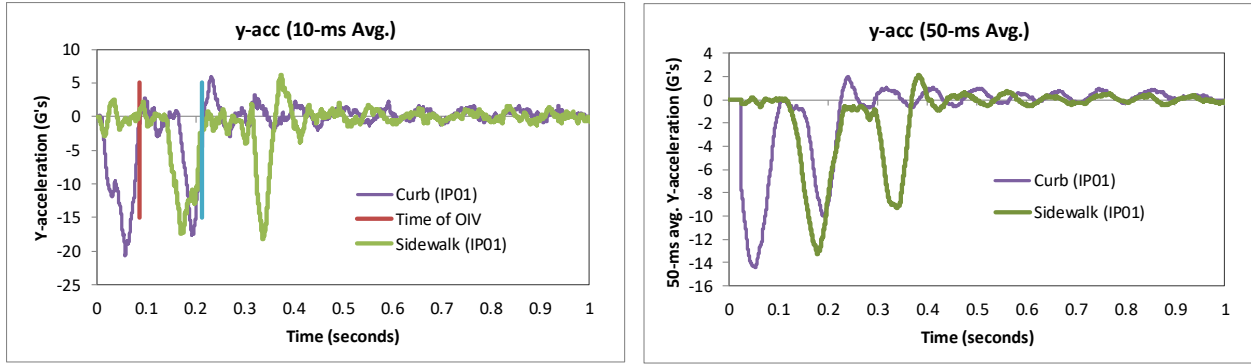 y-acc (10-ms Avg.)
10
5
0
-5
-10
-15
-20
-25
Y-acceleration (G's)
Curb (IP01)
Time of OIV
Sidewalk (IP01)
0 0.1 0.2 0.3 0.4 0.5 0.6 0.7 0.8 0.9 1
Time (seconds)
y-acc (50-ms Avg.)
4
2
0
-2
-4
-6
-8
-10
-12
-14
-16
50-ms avg. Y-acceleration (G's)
Curb (IP01)
Sidewalk (IP01)
0 0.1 0.2 0.3 0.4 0.5 0.6 0.7 0.8 0.9 1
Time (seconds)